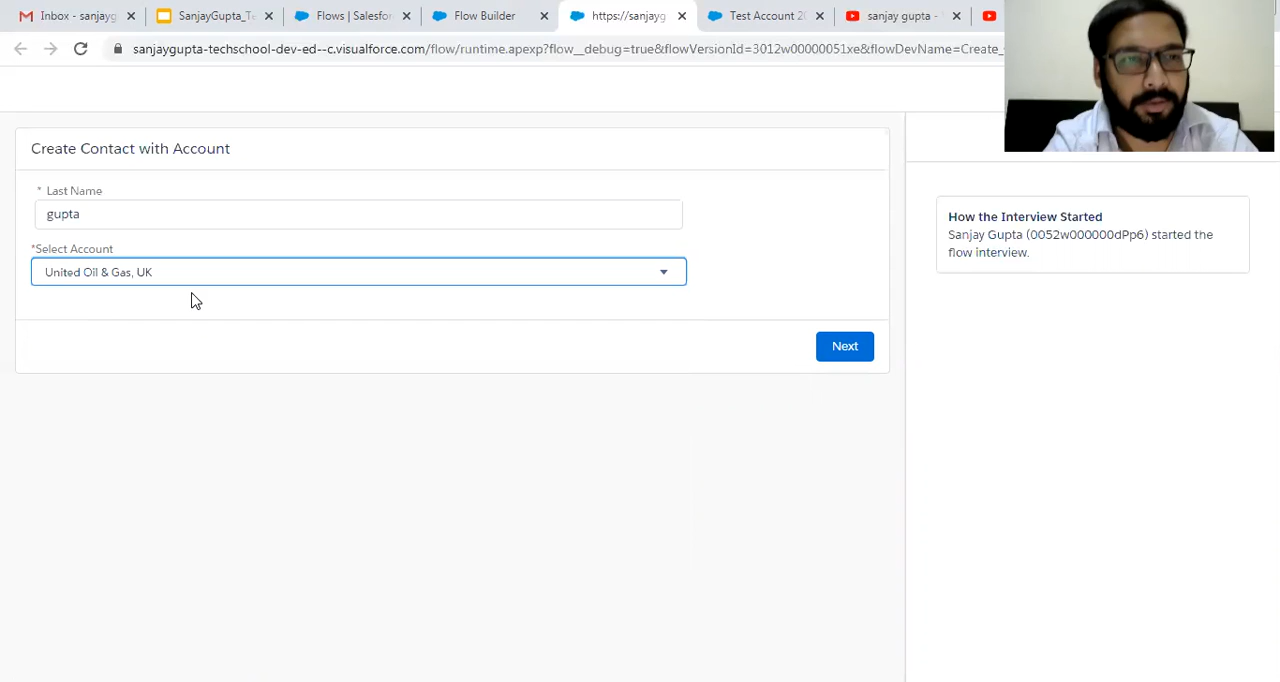 Inbox - sanjayg
SanjayGupta_Te
Flows | Salesfor
Flow Builder
https://sanjayg
Test Account 20
sanjay gupta -
sanjaygupta-techschool-dev-ed--c.visualforce.com/flow/runtime.apexp?flow__debug=true&flowVersionId=3012w00000051xe&flowDevName=Create_
Create Contact with Account
* Last Name
gupta
*Select Account
United Oil & Gas, UK
Next
How the Interview Started
Sanjay Gupta (0052w000000dPp6) started the
flow interview.